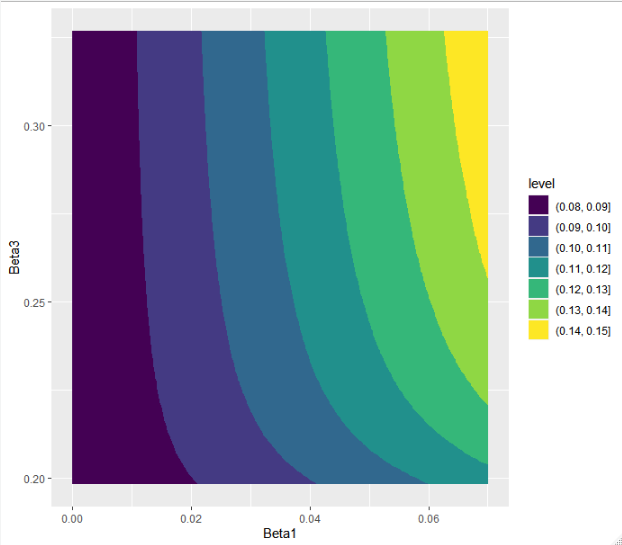 0.30
0.25
0.20
Beta3
0.00 0.02 0.04 0.06
Beta1
level
(0.08, 0.09]
(0.09, 0.10]
(0.10, 0.11]
(0.11, 0.12]
(0.12, 0.13]
(0.13, 0.14]
(0.14, 0.15]